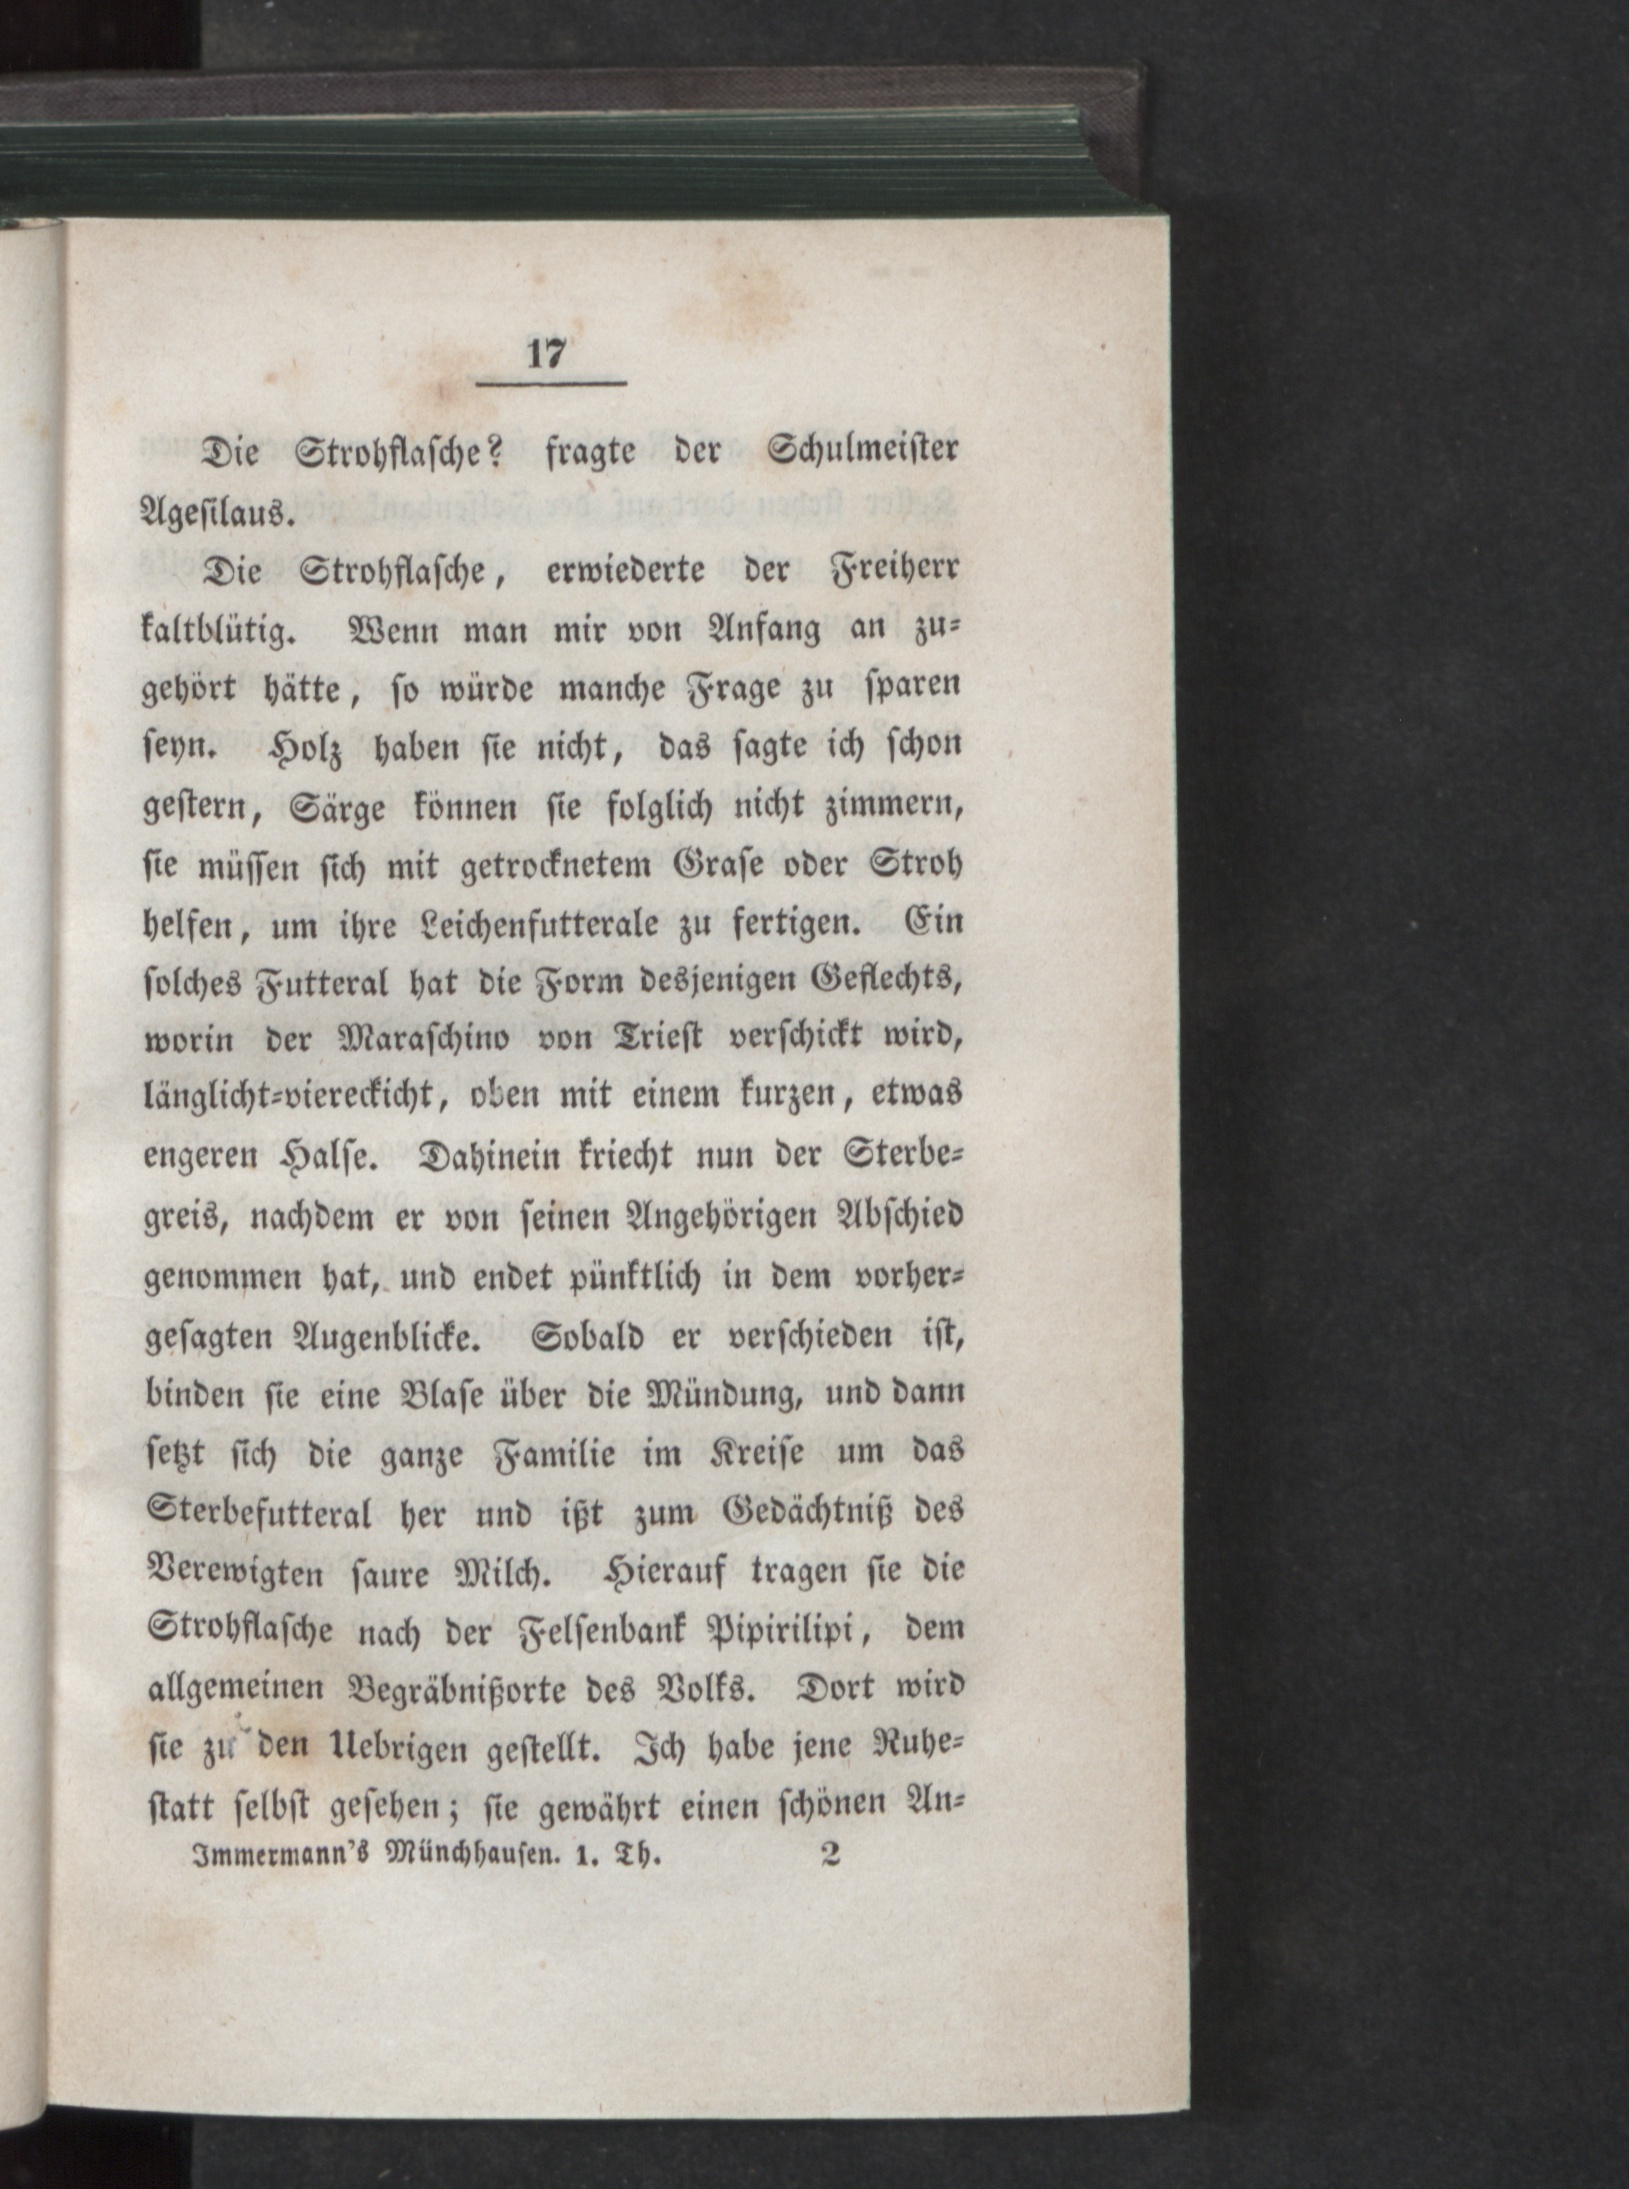 17
Die Strohflaſche? fragte der Schulmeiſter
Ageſilaus.
Die Strohflaſche, erwiederte der Freiherr
kaltblütig. Wenn man mir von Anfang an zu⸗
gehört hätte, ſo würde manche Frage zu ſparen
ſeyn. Holz haben ſie nicht, das ſagte ich ſchon
geſtern, Särge können ſie folglich nicht zimmern,
ſie müſſen ſich mit getrocknetem Graſe oder Stroh
helfen, um ihre Leichenfutterale zu fertigen. Ein
ſolches Futteral hat die Form desjenigen Geflechts,
worin der Maraſchino von Trieſt verſchickt wird,
länglicht⸗viereckicht, oben mit einem kurzen, etwas
engeren Halſe. Dahinein kriecht nun der Sterbe⸗
greis, nachdem er von ſeinen Angehörigen Abſchied
genommen hat, und endet pünktlich in dem vorher⸗
geſagten Augenblicke. Sobald er verſchieden iſt,
binden ſie eine Blaſe über die Mündung, und dann
ſetzt ſich die ganze Familie im Kreiſe um das
Sterbefutteral her und ißt zum Gedächtniß des
Verewigten ſaure Milch. Hierauf tragen ſie die
Strohflaſche nach der Felſenbank Pipirilipi, dem
allgemeinen Begräbnißorte des Volks. Dort wird
ſie zu den Uebrigen geſtellt. Ich habe jene Ruhe⸗
ſtatt ſelbſt geſehen; ſie gewährt einen ſchönen An⸗
Immermann's Münchhauſen. 1. Th. 2